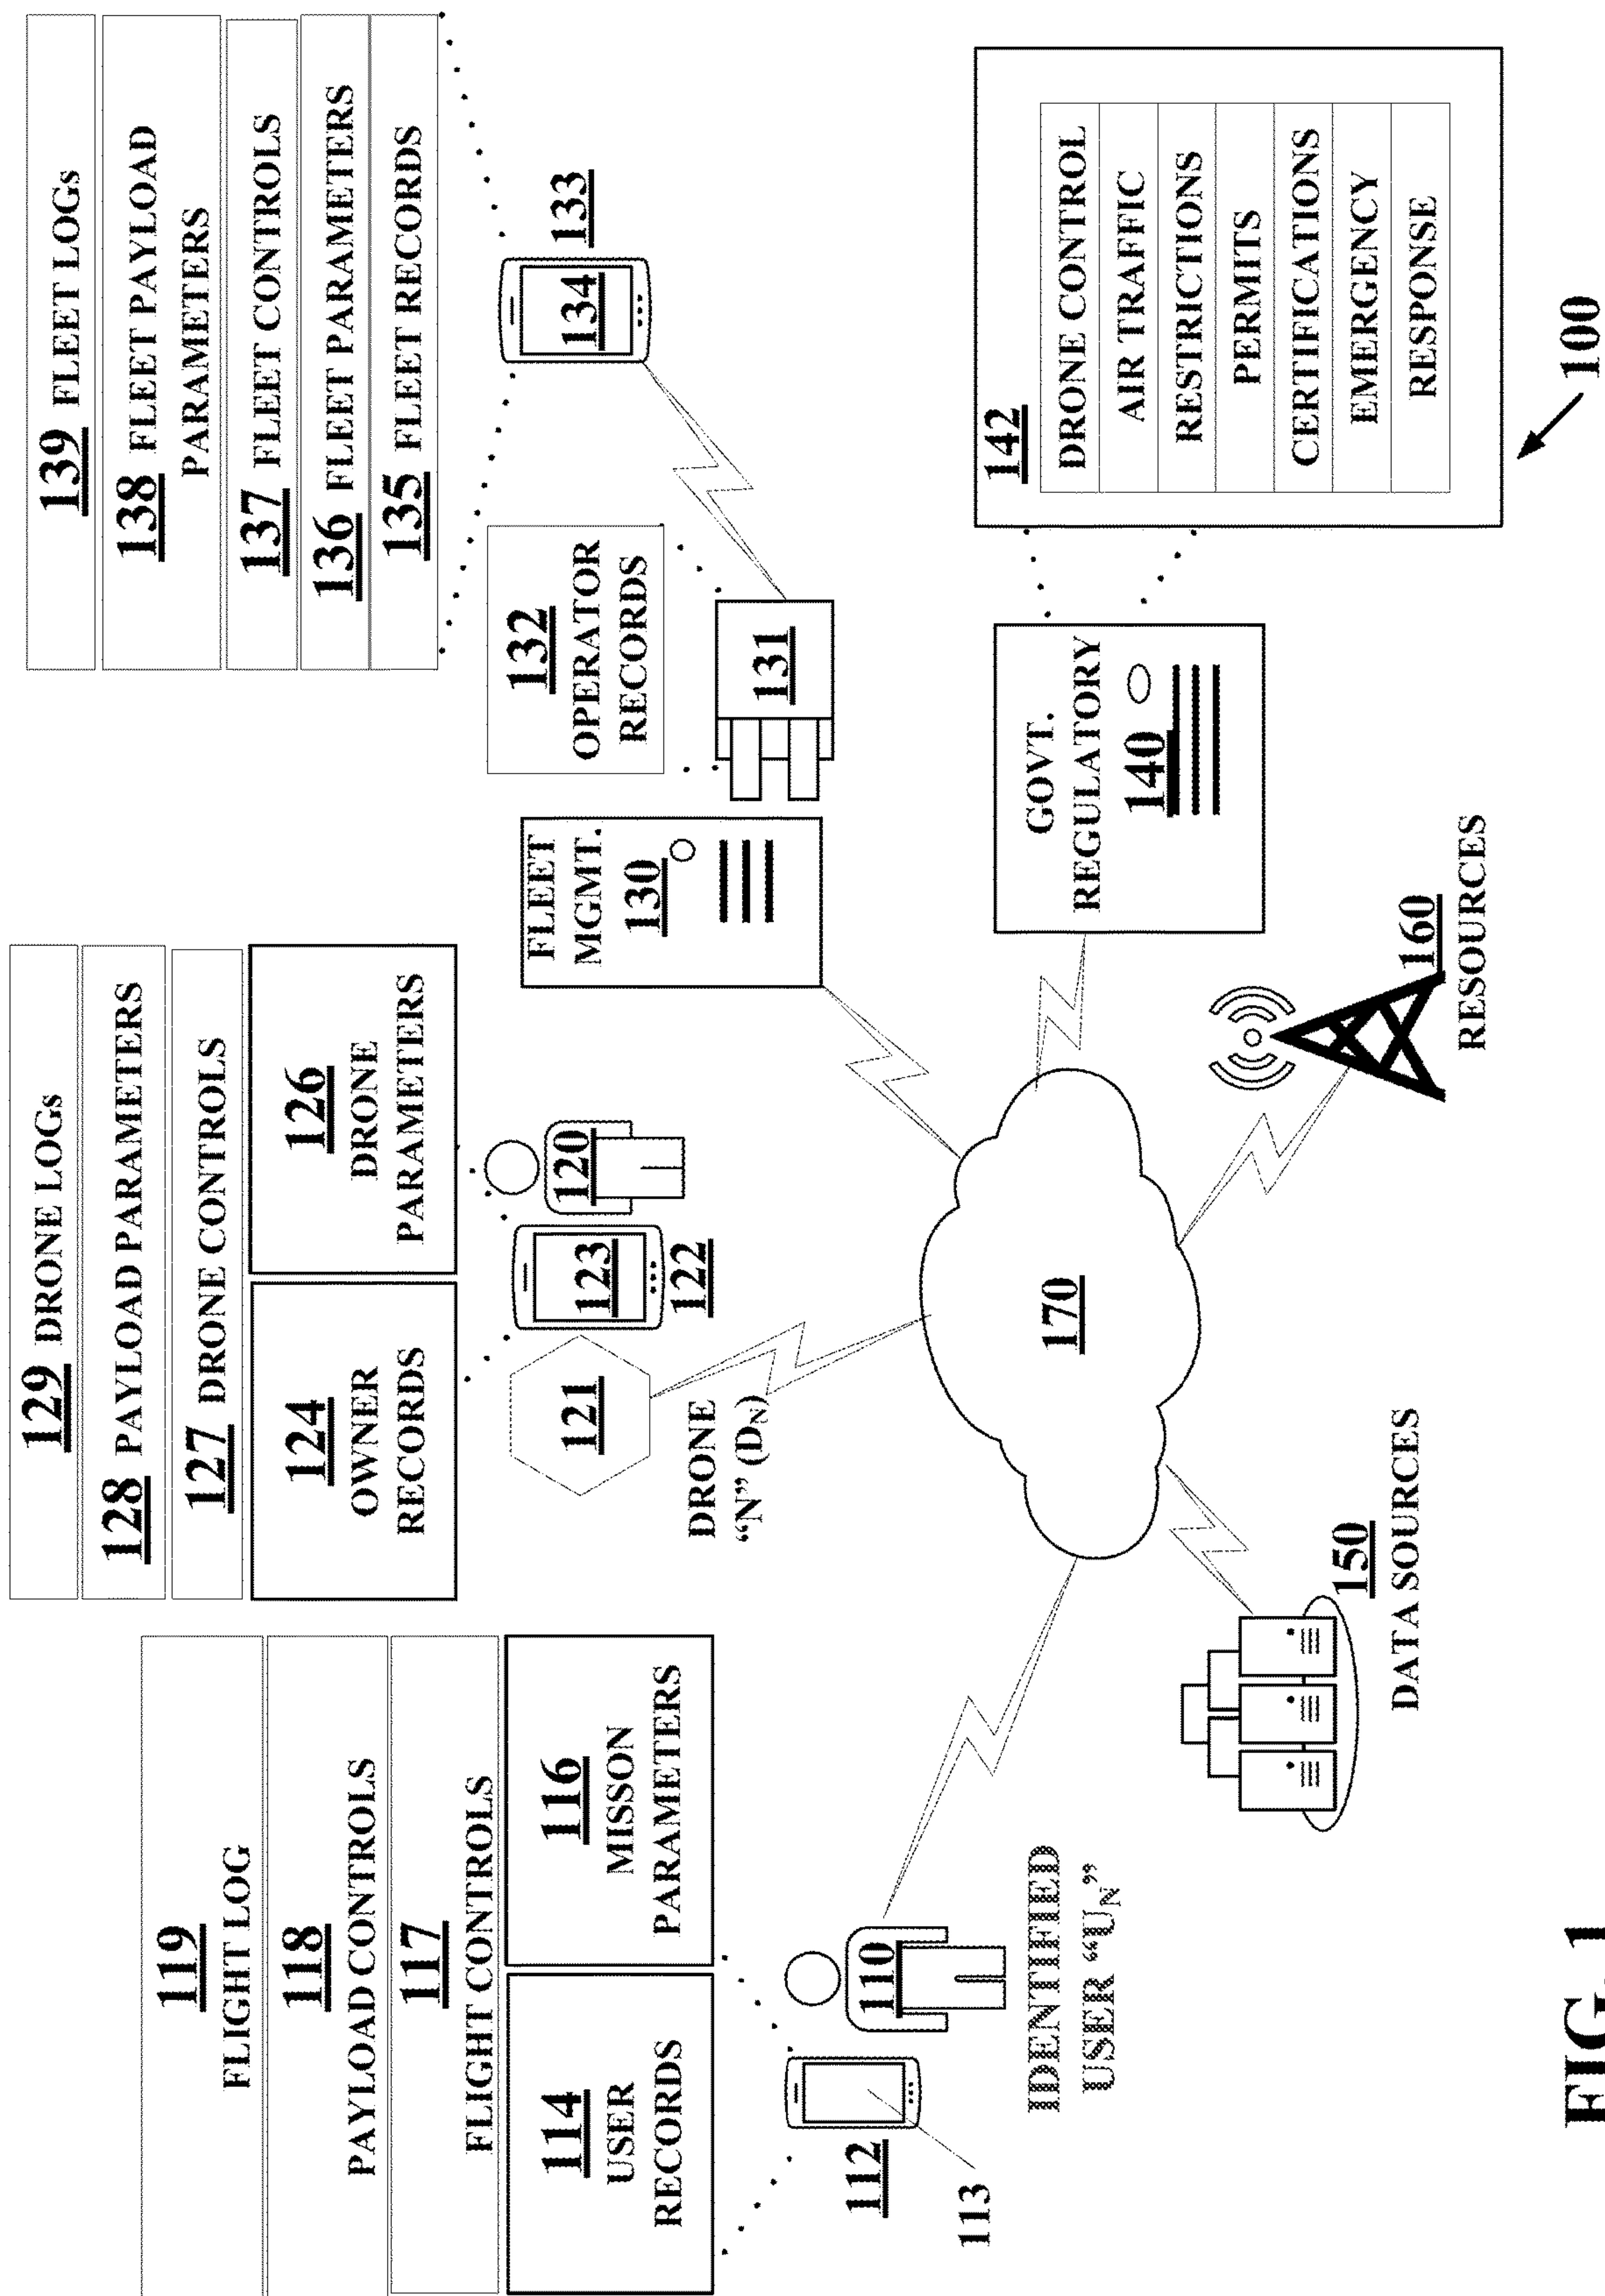 119
FLIGHT LOG
118
PAYLOAD CONTROLS
117
FLIGHT CONTROLS
114
USER
RECORDS
116
MISSON
PARAMETERS
112
113
110
IDENTIFIED
USER “UN”
129 DRONE LOGs
128 PAYLOAD PARAMETERS
127 DRONE CONTROLS
124
OWNER
RECORDS
126
DRONE
PARAMETERS
121
123
122
120
DRONE
“N” (DN)
139 FLEET LOGs
138 FLEET PAYLOAD
PARAMETERS
137 FLEET CONTROLS
136 FLEET PARAMETERS
135 FLEET RECORDS
132
OPERATOR
RECORDS
134
133
131
FLEET
MGMT.
130
170
GOVT.
REGULATORY
140
142
DRONE CONTROL
AIR TRAFFIC
RESTRICTIONS
PERMITS
CERTIFICATIONS
EMERGENCY
RESPONSE
150
DATA SOURCES
160
RESOURCES
100
FIG. 1